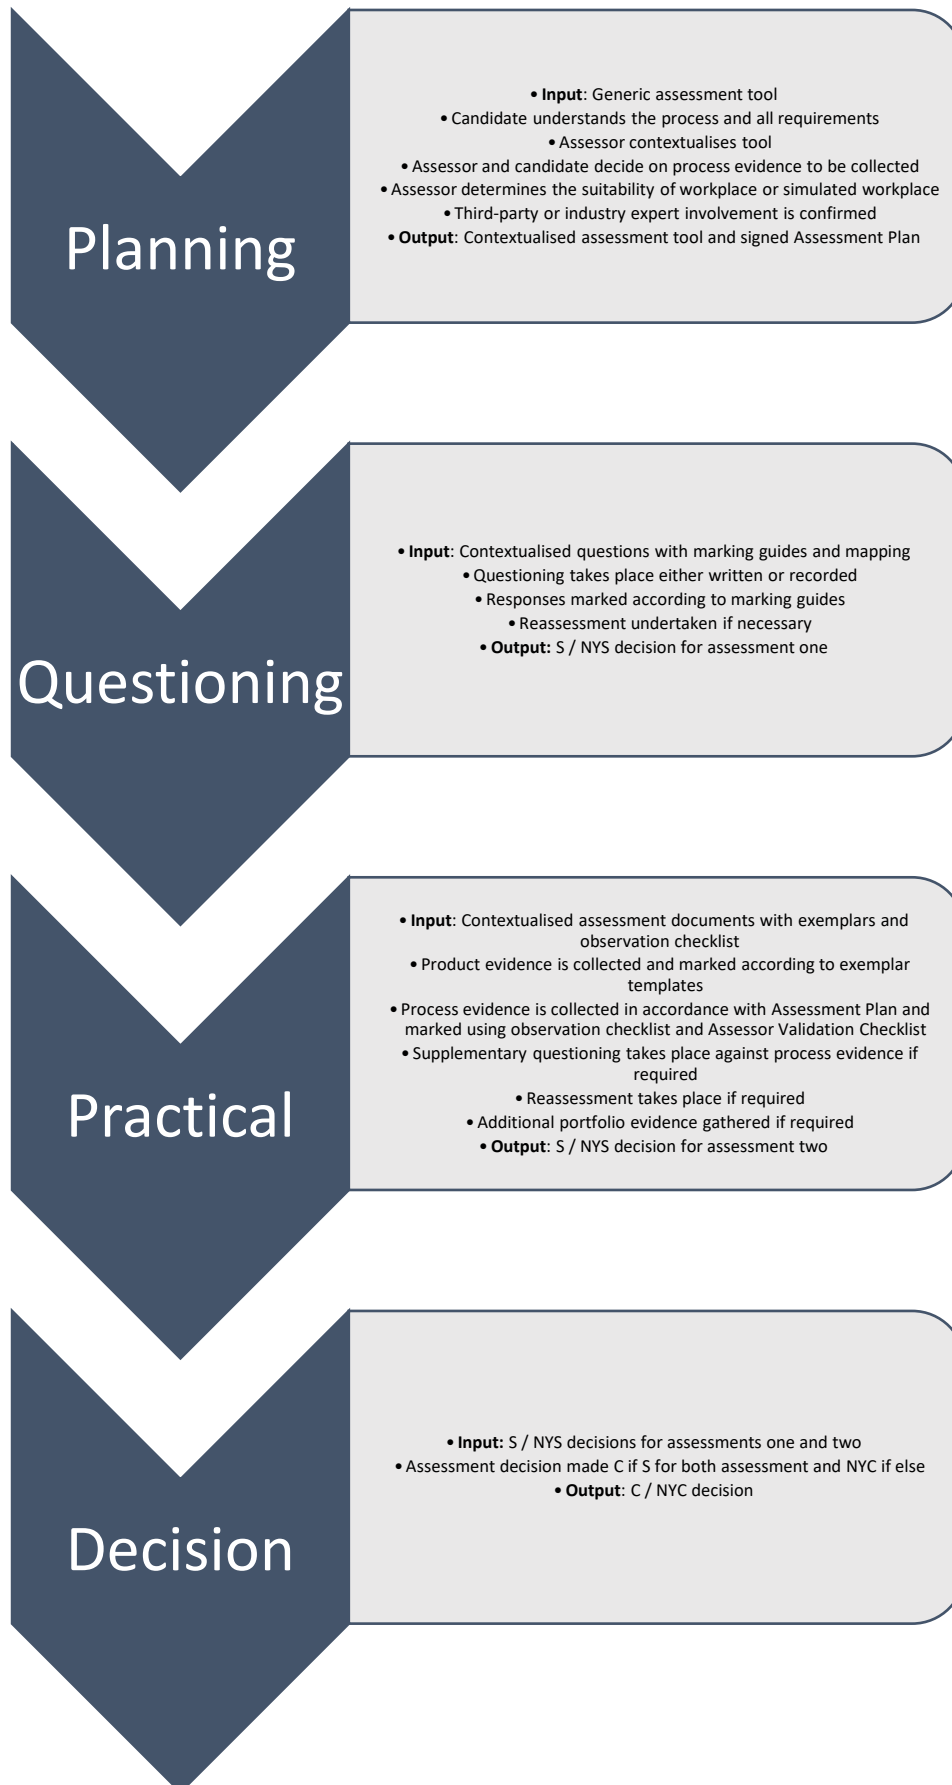 Planning
• Input: Generic assessment tool
• Candidate understands the process and all requirements
• Assessor contextualises tool
• Assessor and candidate decide on process evidence to be collected
• Assessor determines the suitability of workplace or simulated workplace
• Third-party or industry expert involvement is confirmed
• Output: Contextualised assessment tool and signed Assessment Plan
Questioning
• Input: Contextualised questions with marking guides and mapping
• Questioning takes place either written or recorded
• Responses marked according to marking guides
• Reassessment undertaken if necessary
• Output: S / NYS decision for assessment one
Practical
• Input: Contextualised assessment documents with exemplars and
observation checklist
• Product evidence is collected and marked according to exemplar
templates
• Process evidence is collected in accordance with Assessment Plan and
marked using observation checklist and Assessor Validation Checklist
• Supplementary questioning takes place against process evidence if
required
• Reassessment takes place if required
• Additional portfolio evidence gathered if required
• Output: S / NYS decision for assessment two
Decision
• Input: S / NYS decisions for assessments one and two
• Assessment decision made C if S for both assessment and NYC if else
• Output: C / NYC decision